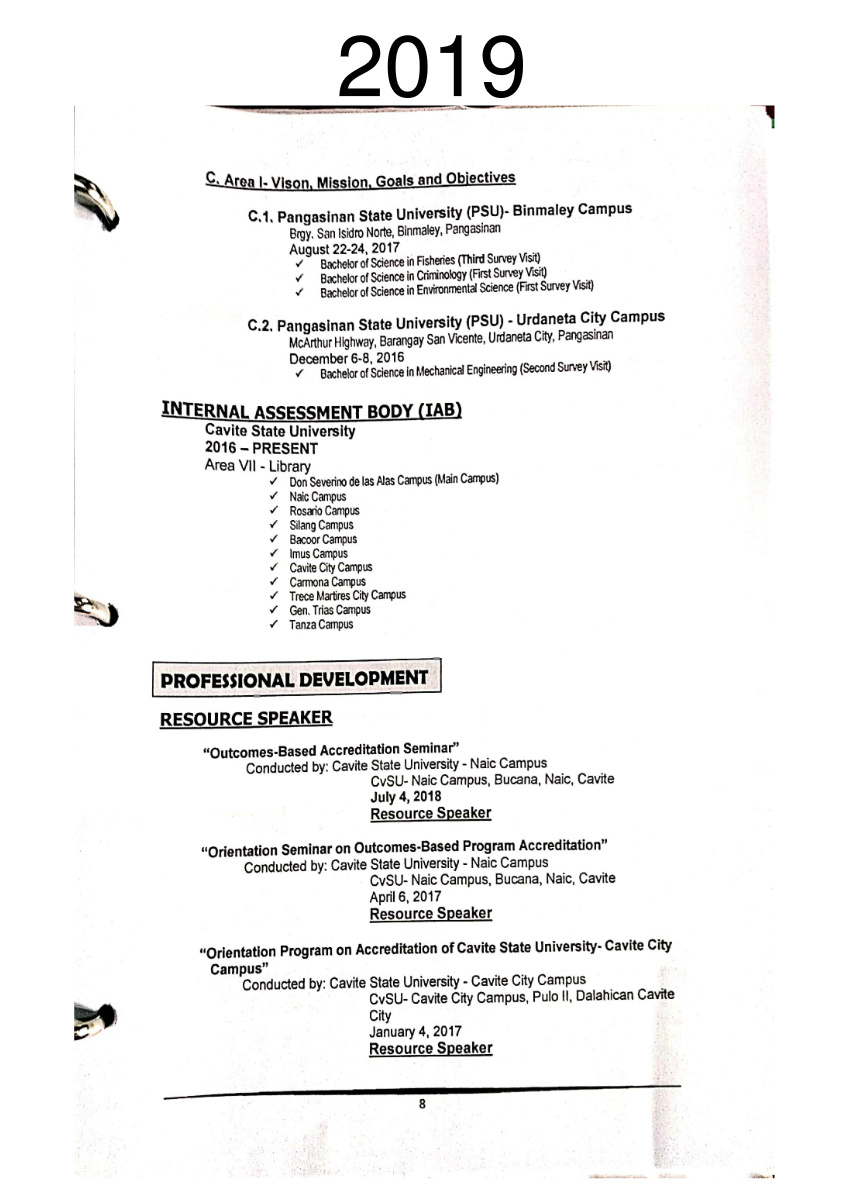 2019
C. Area I- Vison, Mission, Goals and Objectives
C.1. Pangasinan State University (PSU)- Binmaley Campus
Brgy. San Isidro Norte, Binmaley, Pangasinan
August 22-24, 2017
✓ Bachelor of Science in Fisheries (Third Survey Visit)
✓ Bachelor of Science in Criminology (First Survey Visit)
✓ Bachelor of Science in Environmental Science (First Survey Visit)
C.2. Pangasinan State University (PSU) - Urdaneta City Campus
McArthur Highway, Barangay San Vicente, Urdaneta City, Pangasinan
December 6-8, 2016
✓ Bachelor of Science in Mechanical Engineering (Second Survey Visit)
INTERNAL ASSESSMENT BODY (IAB)
Cavite State University
2016 – PRESENT
Area VII - Library
✓ Don Severino de las Alas Campus (Main Campus)
✓ Naic Campus
✓ Rosario Campus
✓ Silang Campus
✓ Bacoor Campus
✓ Imus Campus
✓ Cavite City Campus
✓ Carmona Campus
✓ Trece Martires City Campus
✓ Gen. Trias Campus
✓ Tanza Campus
PROFESSIONAL DEVELOPMENT
RESOURCE SPEAKER
“Outcomes-Based Accreditation Seminar”
Conducted by: Cavite State University - Naic Campus
CvSU- Naic Campus, Bucana, Naic, Cavite
July 4, 2018
Resource Speaker
“Orientation Seminar on Outcomes-Based Program Accreditation”
Conducted by: Cavite State University - Naic Campus
CvSU- Naic Campus, Bucana, Naic, Cavite
April 6, 2017
Resource Speaker
“Orientation Program on Accreditation of Cavite State University- Cavite City
Campus”
Conducted by: Cavite State University - Cavite City Campus
CvSU- Cavite City Campus, Pulo II, Dalahican Cavite
City
January 4, 2017
Resource Speaker
8